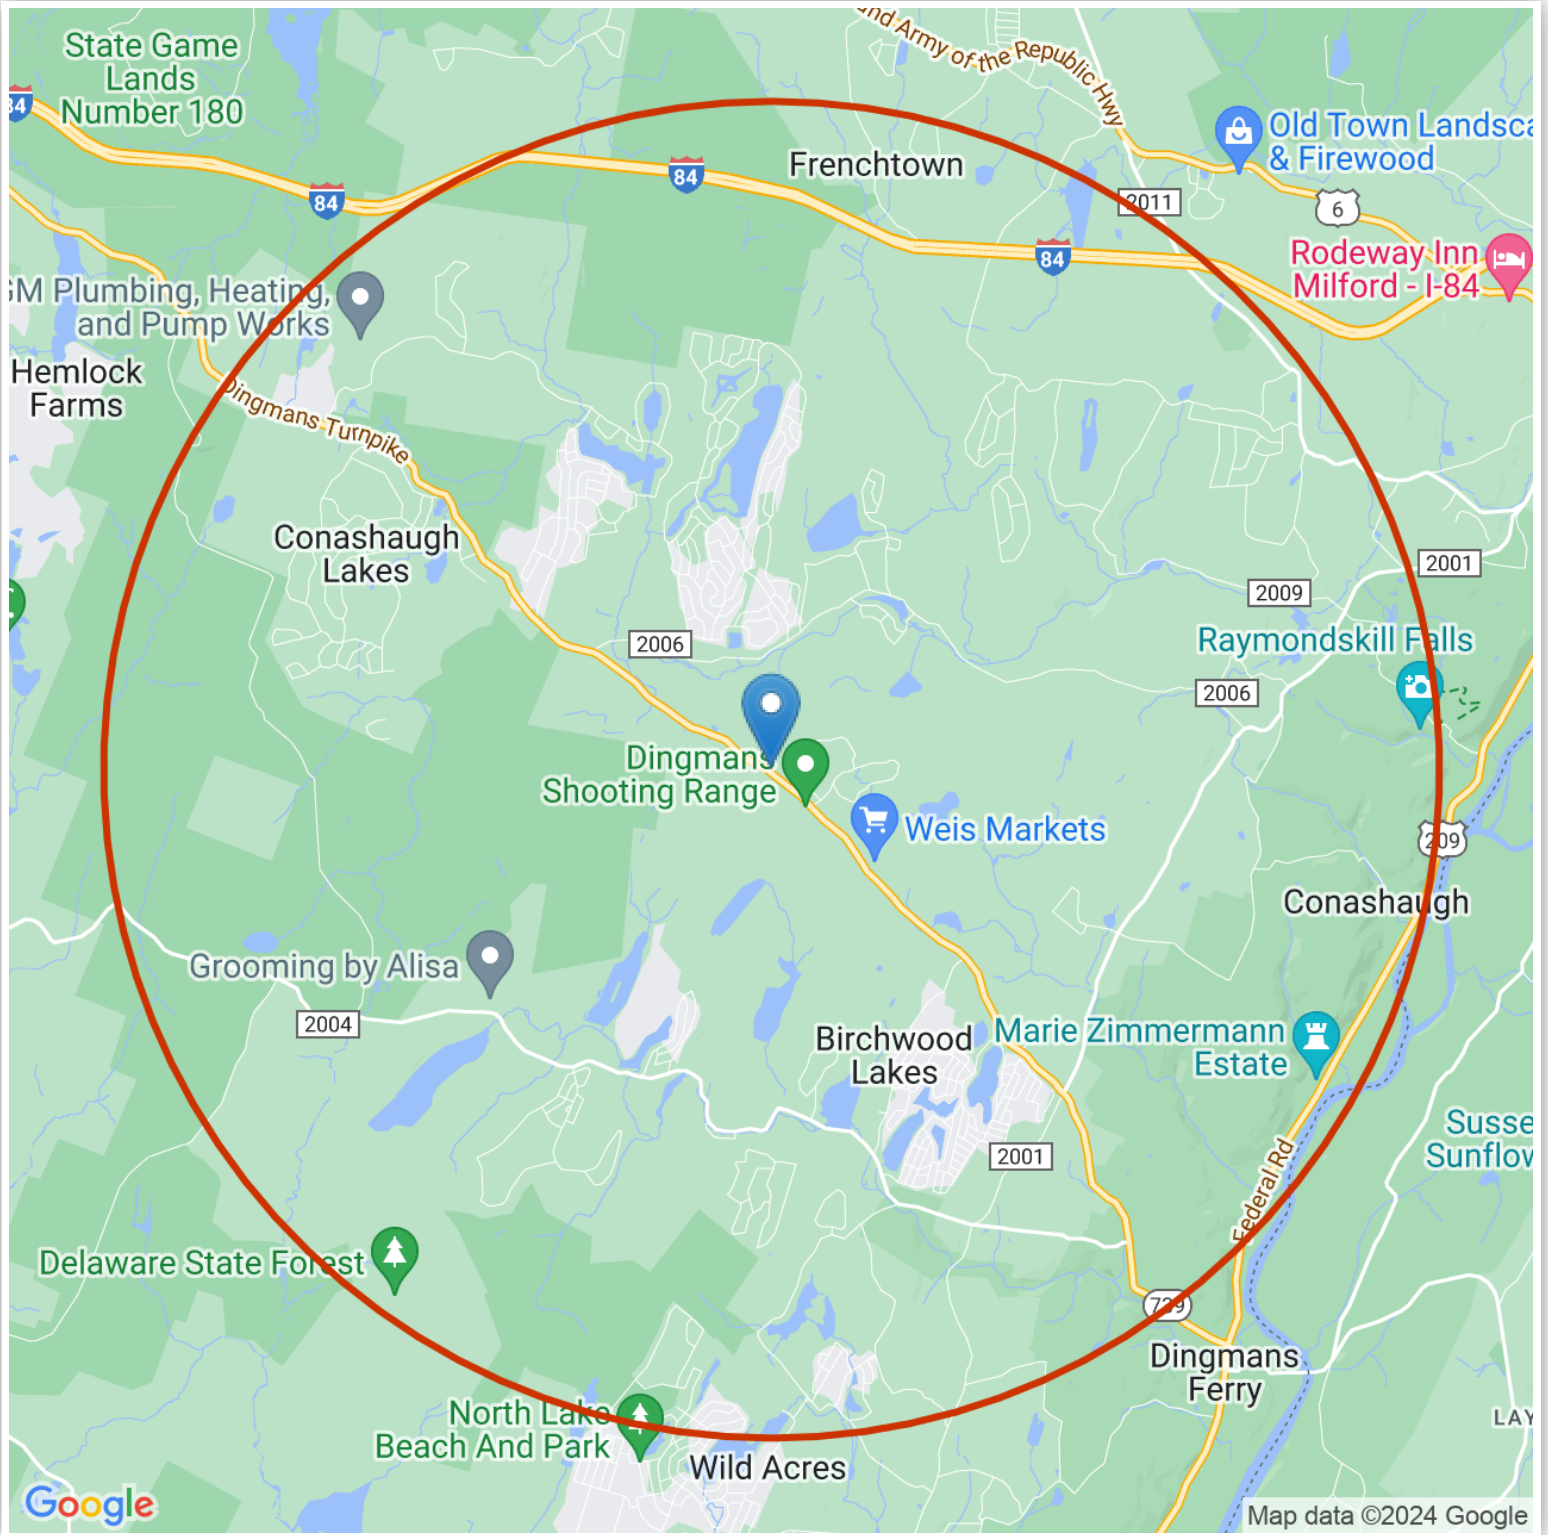 State Game
Lands
Number 180
and Army of the Republic Hwy
84
84
84
84
Frenchtown
Old Town Landsca
& Firewood
2011
6
Rodeway Inn
Milford - I-84
GM Plumbing, Heating,
and Pump Works
Hemlock
Farms
Dingmans Turnpike
Conashaugh
Lakes
2001
2009
Raymondskill Falls
2006
2006
Dingmans
Shooting Range
Weis Markets
209
Conashaugh
Grooming by Alisa
2004
Birchwood
Lakes
Marie Zimmermann
Estate
Susse
Sunflow
2001
Federal Rd
Delaware State Forest
739
Dingmans
Ferry
North Lake
Beach And Park
LAY
Wild Acres
Google
Map data ©2024 Google